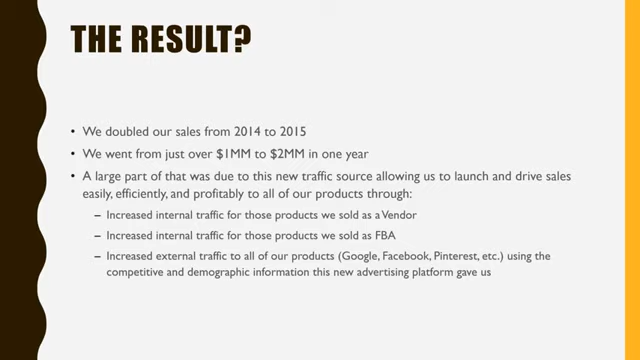 THE RESULT?
• We doubled our sales from 2014 to 2015
• We went from just over $1MM to $2MM in one year
• A large part of that was due to this new traffic source allowing us to launch and drive sales
easily, efficiently, and profitably to all of our products through:
– Increased internal traffic for those products we sold as a Vendor
– Increased internal traffic for those products we sold as FBA
– Increased external traffic to all of our products (Google, Facebook, Pinterest, etc.) using the
competitive and demographic information this new advertising platform gave us